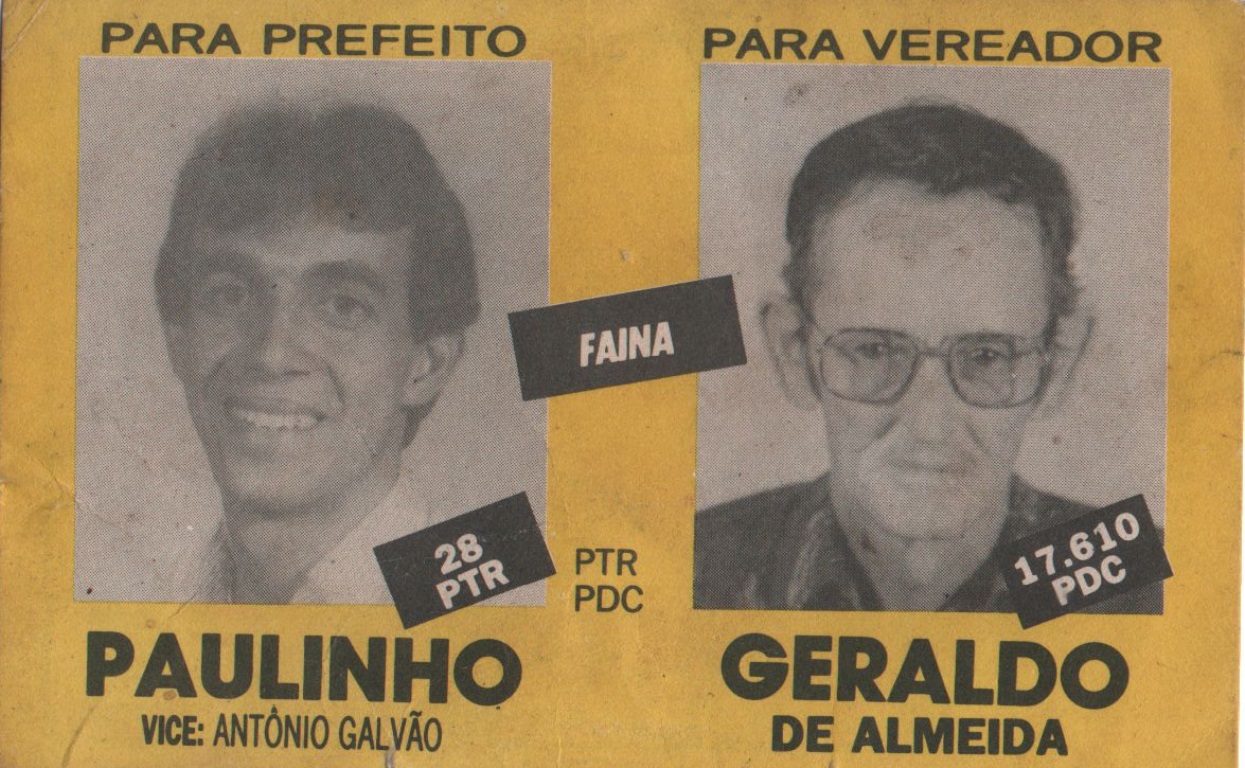 PARA PREFEITO
PARA VEREADOR
FAINA
28
PTR
PTR
PDC
17.610
PDC
PAULINHO
VICE: ANTÔNIO GALVÃO
GERALDO
DE ALMEIDA